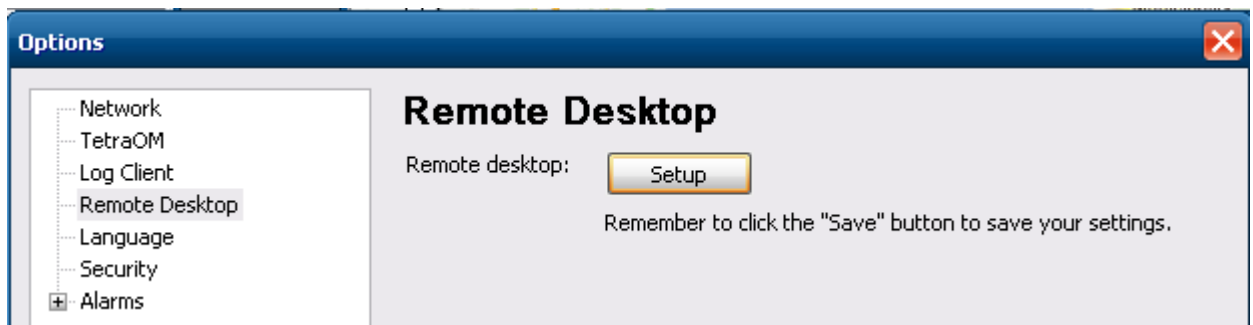 Options
Network
TetraOM
Log Client
Remote Desktop
Language
Security
Alarms
Remote Desktop
Remote desktop:
Setup
Remember to click the "Save" button to save your settings.